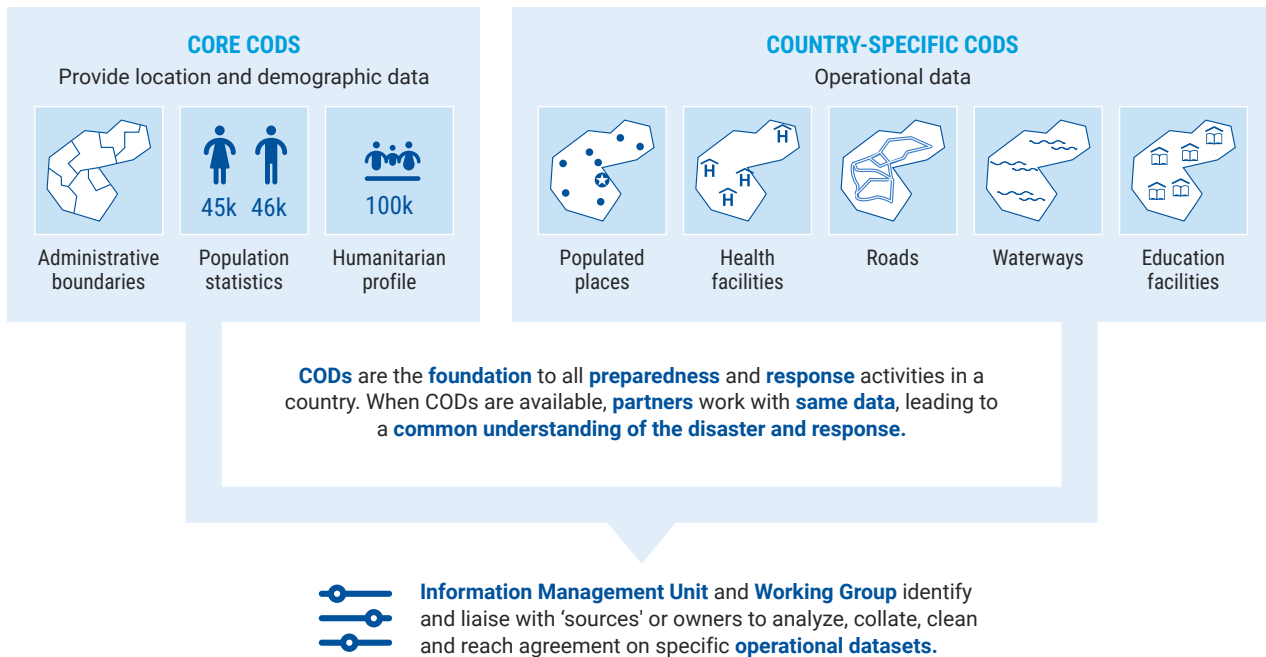 CORE CODS
Provide location and demographic data
45k 46k
100k
Administrative
boundaries
Population
statistics
Humanitarian
profile
COUNTRY-SPECIFIC CODS
Operational data
H
H
H
H
Populated
places
Health
facilities
Roads
Waterways
Education
facilities
CODs are the foundation to all preparedness and response activities in a
country. When CODs are available, partners work with same data, leading to
a common understanding of the disaster and response.
Information Management Unit and Working Group identify
and liaise with ‘sources' or owners to analyze, collate, clean
and reach agreement on specific operational datasets.